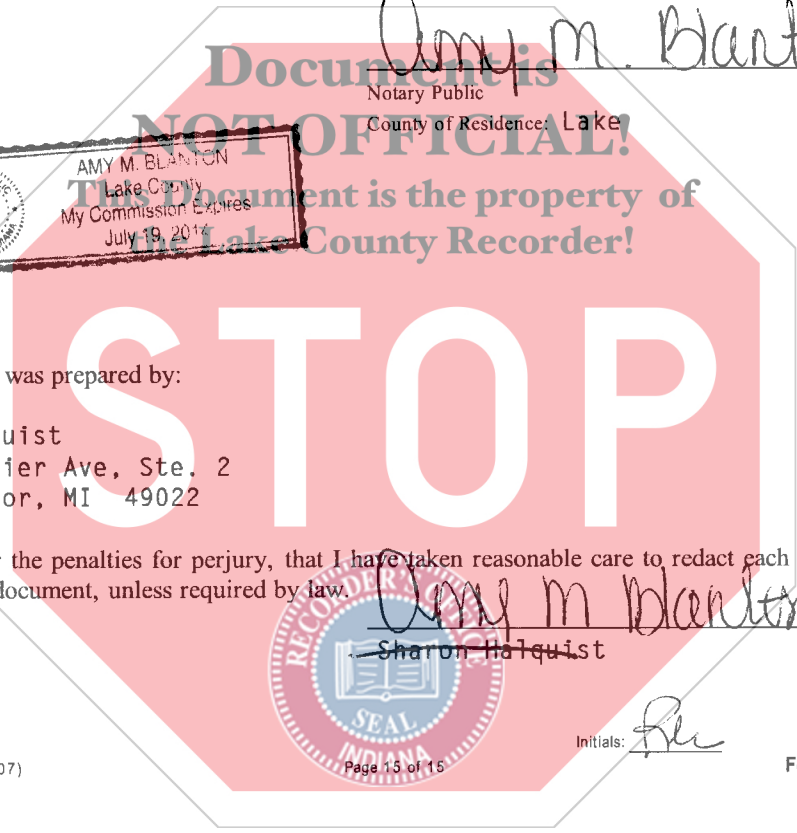 Amy M. Blant
Document is
Notary Public
NOT OFFICIAL!
County of Residence: Lake
AMY M. BLANTON
Lake County
My Commission Expires
July 19, 2014
This Document is the property of
the Lake County Recorder!
STOP
was prepared by:
uist
ier Ave, Ste. 2
or, MI 49022
the penalties for perjury, that I have taken reasonable care to redact each
document, unless required by law.
Amy M Blanton
Sharon Halquist
RECORDER'S OFFICE
SEAL
INDIANA
Initials:
07)
Page 15 of 15
F